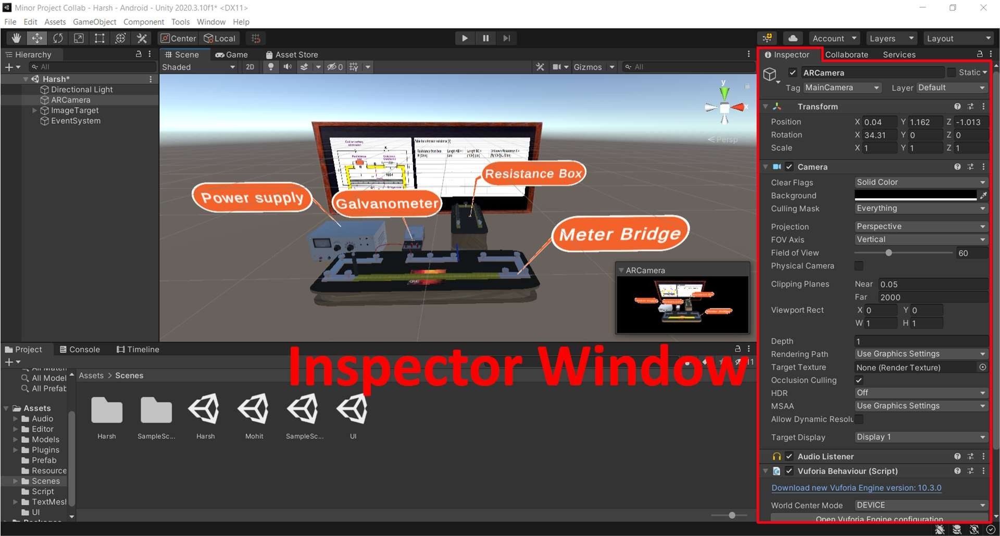 Minor Project Collab - Harsh - Android - Unity 2020.3.10f1* <DX11>
File Edit Assets GameObject Component Tools Window Help
Center Local Account Layers Layout
Hierarchy
All
Harsh*
Directional Light
ARCamera
ImageTarget
EventSystem
Scene Game Asset Store
Shaded 2D 0 Gizmos All
y
x
Persp
Table for unknown resistance (X)
Power supply
Galvanometer
Resistance Box
Meter Bridge
ARCamera
Inspector Collaborate Services
ARCamera Static
Tag MainCamera Layer Default
Transform
Position X 0.04 Y 1.162 Z -1.013
Rotation X 34.31 Y 0 Z 0
Scale X 1 Y 1 Z 1
Camera
Clear Flags Solid Color
Background
Culling Mask Everything
Projection Perspective
FOV Axis Vertical
Field of View 60
Physical Camera
Clipping Planes Near 0.05
Far 2000
Viewport Rect X 0 Y 0
W 1 H 1
Depth 1
Rendering Path Use Graphics Settings
Target Texture None (Render Texture)
Occlusion Culling
HDR Off
MSAA Use Graphics Settings
Allow Dynamic Resolu
Target Display Display 1
Audio Listener
Vuforia Behaviour (Script)
Download new Vuforia Engine version: 10.3.0
World Center Mode DEVICE
Open Vuforia Engine configuration
Project Console Timeline
Inspector Window
All Model
All Prefab
Assets
Audio
Editor
Models
Plugins
Prefab
Resource
Scenes
Script
TextMesh
UI
Packages
Assets > Scenes
Harsh SampleSc... Harsh Mohit SampleSc... UI